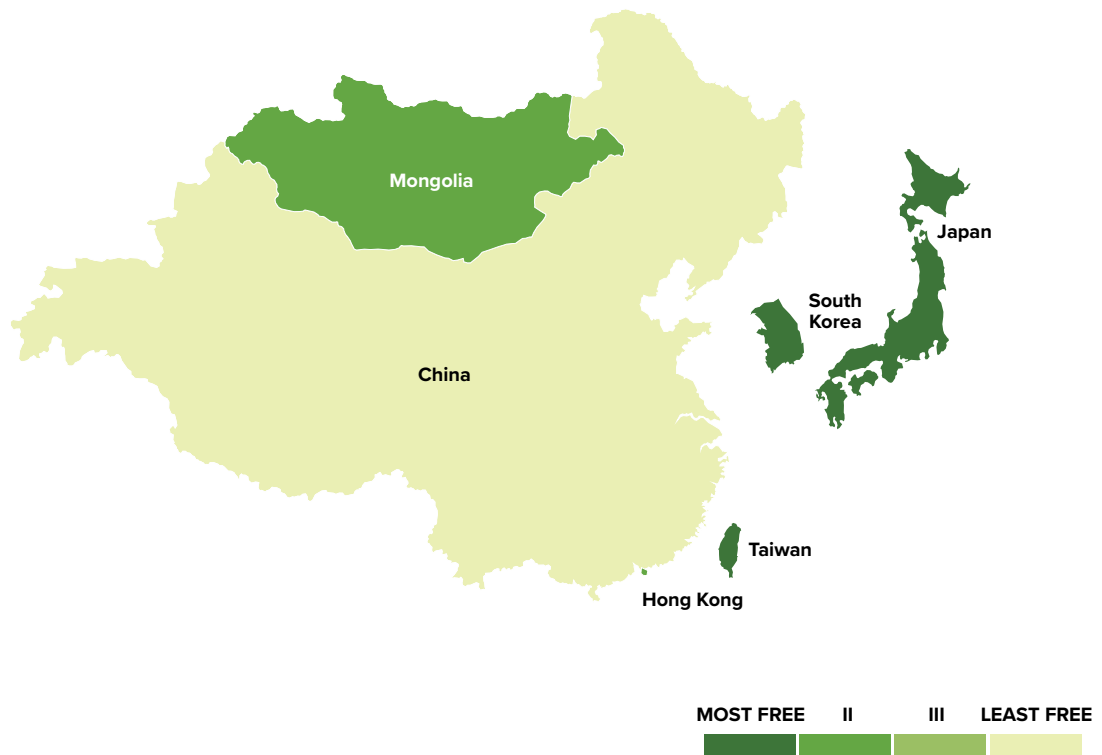 Mongolia
Japan
South
Korea
China
Taiwan
Hong Kong
MOST FREE II III LEAST FREE